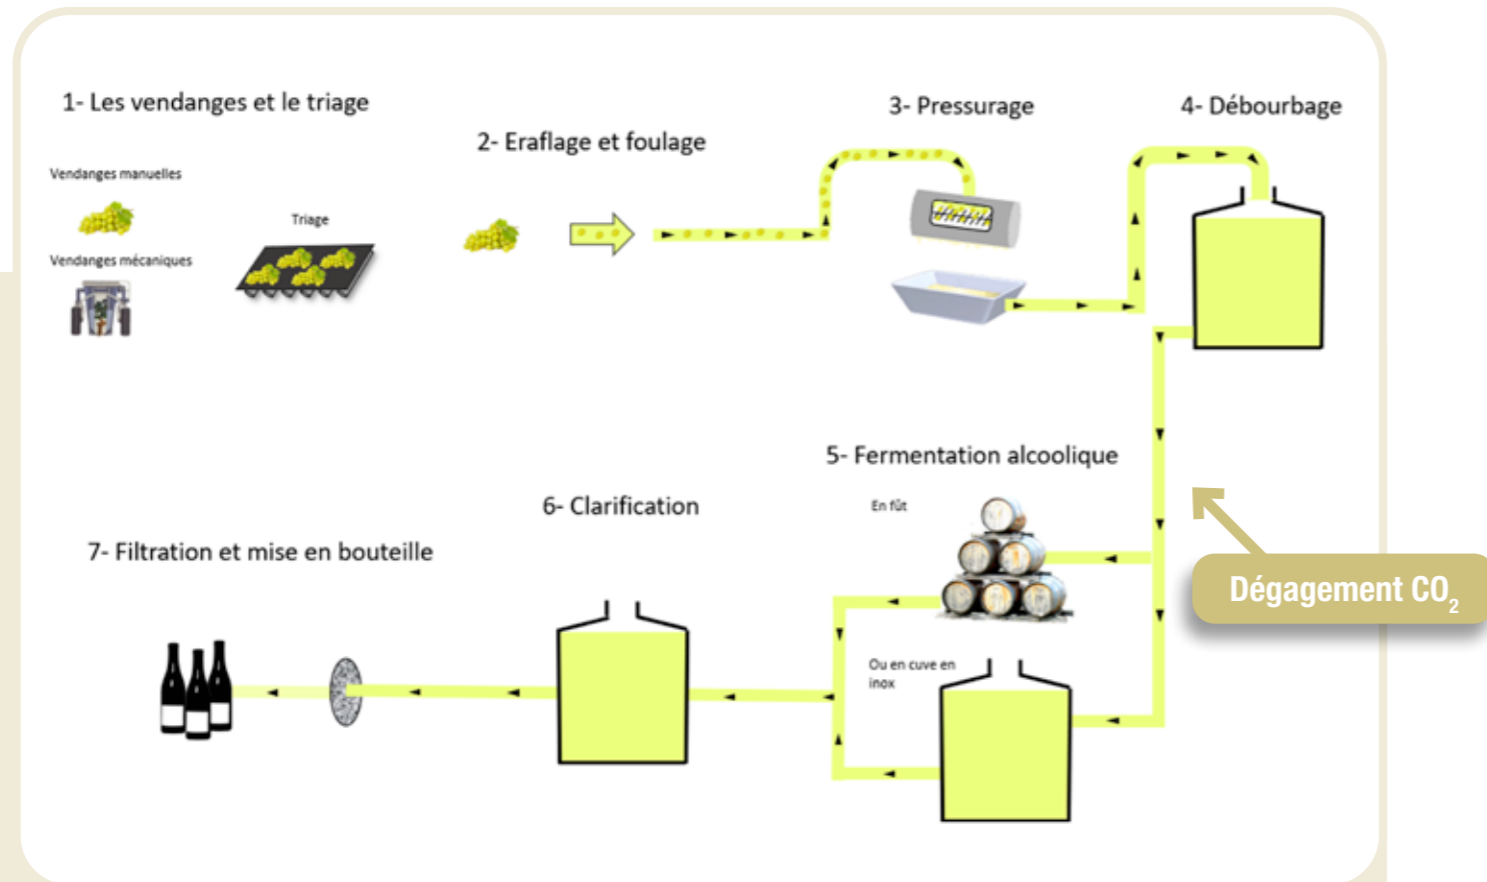 1- Les vendanges et le triage
Vendanges manuelles
Vendanges mécaniques
Triage
2- Eraflage et foulage
3- Pressurage
4- Débourbage
5- Fermentation alcoolique
En fût
Ou en cuve en
inox
Dégagement CO₂
6- Clarification
7- Filtration et mise en bouteille